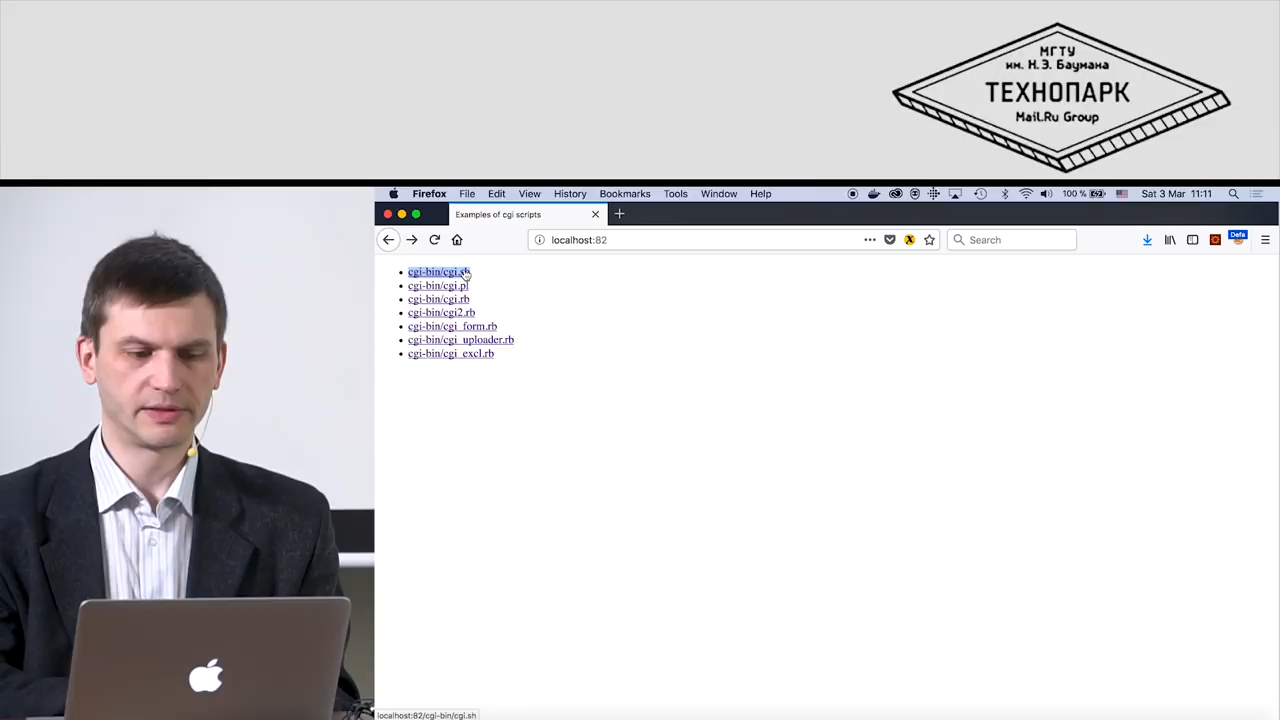 МГТУ
им. Н.Э. Баумана
ТЕХНОПАРК
Mail.Ru Group
Firefox File Edit View History Bookmarks Tools Window Help
100 % Sat 3 Mar 11:11
Examples of cgi scripts
localhost:82
Search
Defa
cgi-bin/cgi.sh
cgi-bin/cgi.pl
cgi-bin/cgi.rb
cgi-bin/cgi2.rb
cgi-bin/cgi_form.rb
cgi-bin/cgi_uploader.rb
cgi-bin/cgi_excl.rb
localhost:82/cgi-bin/cgi.sh